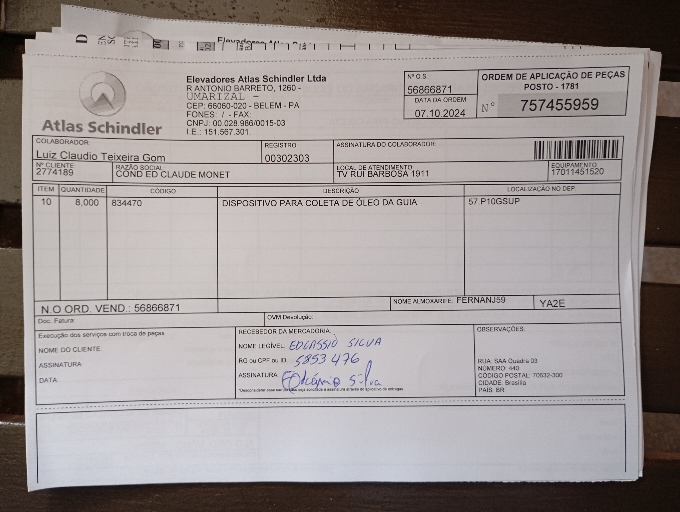 Atlas Schindler
Elevadores Atlas Schindler Ltda
R ANTONIO BARRETO, 1260 -
UMARIZAL -
CEP: 66060-020 - BELEM - PA
FONES: / - FAX:
CNPJ: 00.028.986/0015-03
I.E.: 151.567.301.
Nº O.S.
56866871
DATA DA ORDEM
07.10.2024
ORDEM DE APLICAÇÃO DE PEÇAS
POSTO - 1781
Nº 757455959
COLABORADOR:
Luiz Claudio Teixeira Gom
REGISTRO
00302303
ASSINATURA DO COLABORADOR:
Nº CLIENTE
2774189
RAZÃO SOCIAL
COND ED CLAUDE MONET
LOCAL DE ATENDIMENTO
TV RUI BARBOSA 1911
EQUIPAMENTO
17011451520
ITEM QUANTIDADE CÓDIGO DESCRIÇÃO LOCALIZAÇÃO NO DEP.
10 8,000 834470 DISPOSITIVO PARA COLETA DE ÓLEO DA GUIA 57.P10GSUP
N.O ORD. VEND.: 56866871
NOME ALMOXARIFE: FERNANJ59
YA2E
Doc. Fatura:
OVM Devolução:
Execução dos serviços com troca de peças
NOME DO CLIENTE:
ASSINATURA:
DATA:
RECEBEDOR DA MERCADORIA:
NOME LEGÍVEL: EDCASSIO SILVA
RG ou CPF ou ID: 5853476
ASSINATURA: Edcássio Silva
OBSERVAÇÕES:
RUA: SAA Quadra 03
NÚMERO: 440
CÓDIGO POSTAL: 70632-300
CIDADE: Brasília
PAÍS: BR